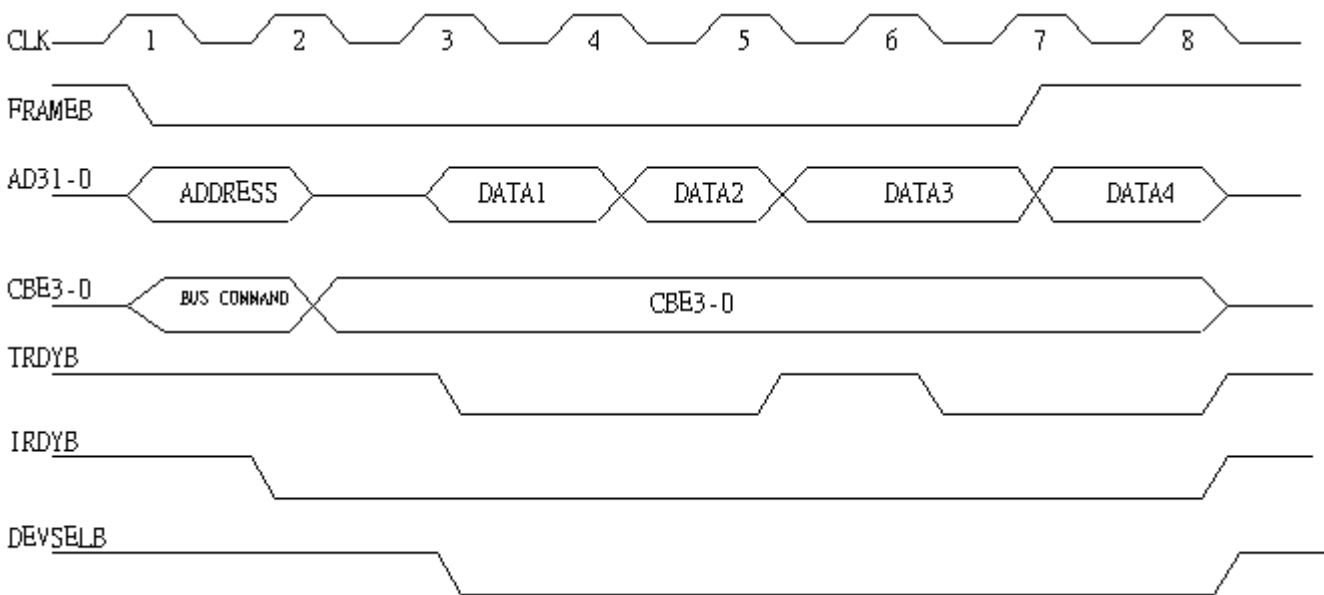 CLK 1 2 3 4 5 6 7 8
FRAMEB
AD31-0 ADDRESS DATA1 DATA2 DATA3 DATA4
CBE3-0 BUS COMMAND CBE3-0
TRDYB
IRDYB
DEVSELB